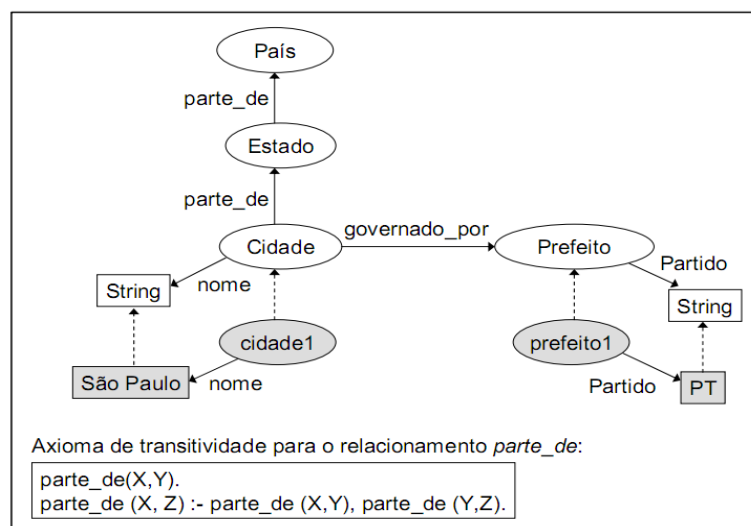 País
parte_de
Estado
parte_de
governado_por
Cidade
Prefeito
Partido
nome
String
String
cidade1
prefeito1
São Paulo
nome
Partido
PT
Axioma de transitividade para o relacionamento parte_de:
parte_de(X,Y).
parte_de (X, Z) :- parte_de (X,Y), parte_de (Y,Z).